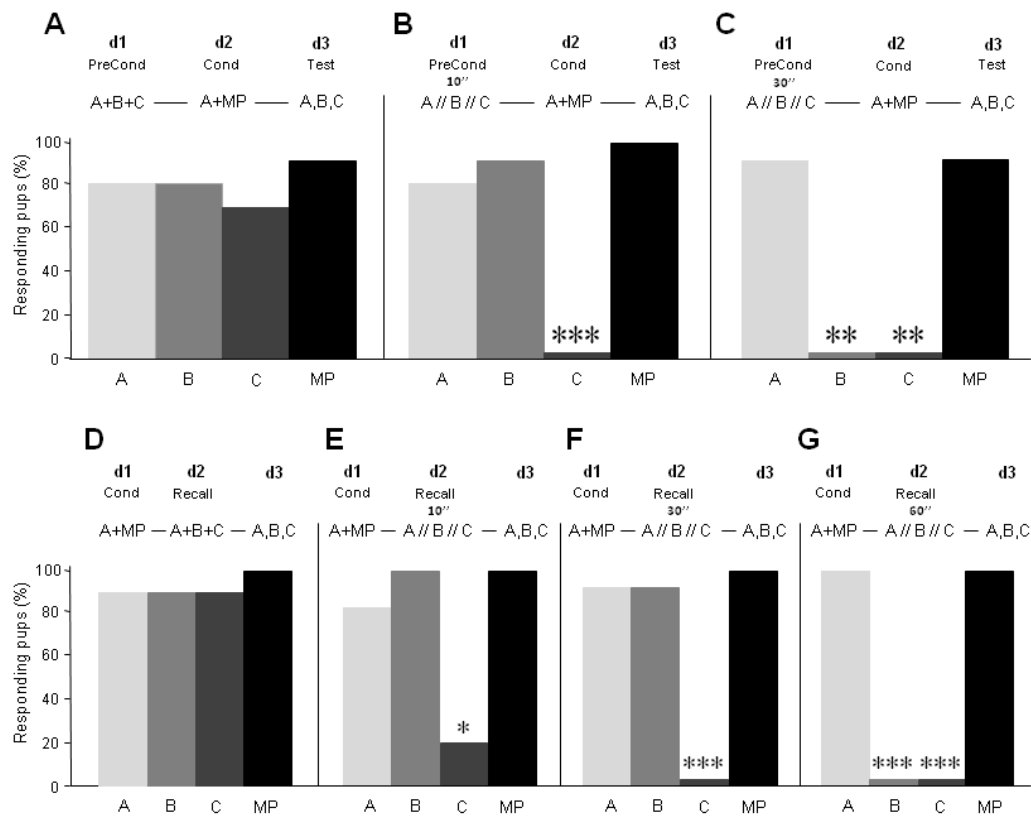 A B C
d1 d2 d3 d1 d2 d3 d1 d2 d3
PreCond Cond Test PreCond Cond Test PreCond Cond Test
10’’ 30’’
A+B+C — A+MP — A,B,C A // B // C — A+MP — A,B,C A // B // C — A+MP — A,B,C
Responding pups (%)
100
80
60
40
20
0
*** ** **
A B C MP A B C MP A B C MP
D E F G
d1 d2 d3 d1 d2 d3 d1 d2 d3 d1 d2 d3
Cond Recall Cond Recall Cond Recall Cond Recall
10’’ 30’’ 60’’
A+MP — A+B+C — A,B,C A+MP — A // B // C — A,B,C A+MP — A // B // C — A,B,C A+MP — A // B // C — A,B,C
Responding pups (%)
100
80
60
40
20
0
* *** *** ***
A B C MP A B C MP A B C MP A B C MP